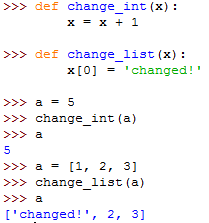 >>> def change_int(x):
        x = x + 1

>>> def change_list(x):
        x[0] = 'changed!'

>>> a = 5
>>> change_int(a)
>>> a
5
>>> a = [1, 2, 3]
>>> change_list(a)
>>> a
['changed!', 2, 3]